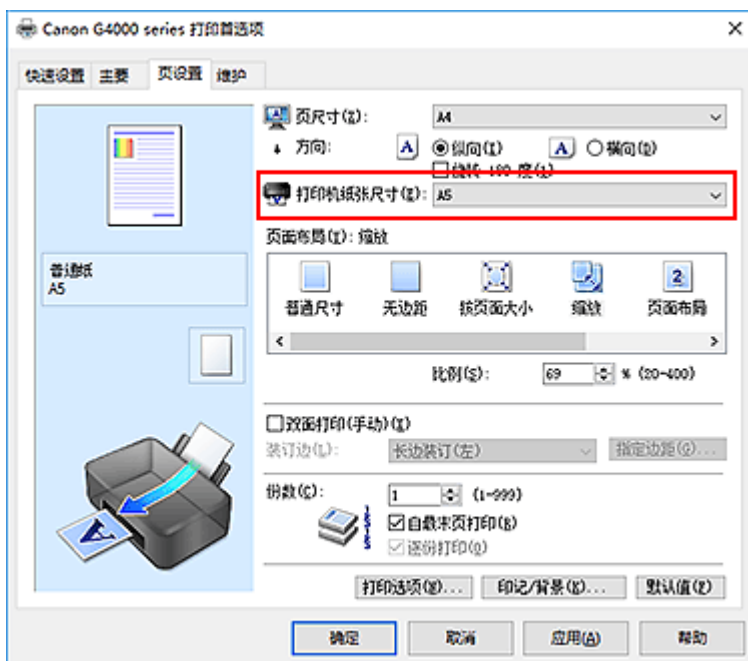 Canon G4000 series 打印首选项
快速设置 主要 页设置 维护
页尺寸(Z): A4
方向: A 纵向(I) A 横向(D)
旋转 180 度(1)
打印机纸张尺寸(E): A5
页面布局(Y): 缩放
普通纸
A5
2
普通尺寸 无边距 按页面大小 缩放 页面布局
比例(S): 69 % (20-400)
双面打印(手动)(X)
装订边(L): 长边装订(左) 指定边距(G)...
份数(C): 1 (1-999)
自最末页打印(R)
逐份打印(O)
打印选项(N)... 印记/背景(K)... 默认值(F)
确定 取消 应用(A) 帮助